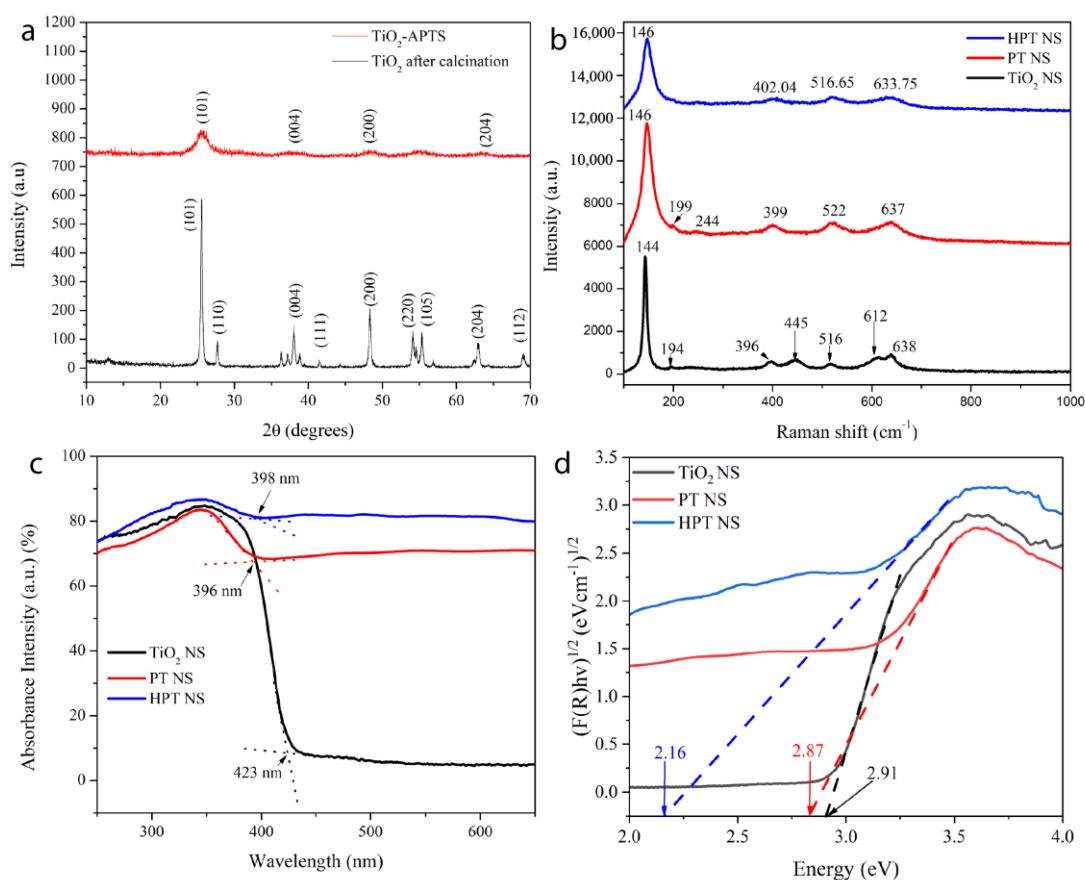 a
TiO2-APTS
TiO2 after calcination
1200
1100
1000
900
800
700
600
500
400
300
200
100
0
Intensity (a.u)
(101)
(004)
(200)
(204)
(101)
(110)
(004)
(111)
(200)
(220)
(105)
(204)
(112)
10 20 30 40 50 60 70
2θ (degrees)
b
HPT NS
PT NS
TiO2 NS
16,000
14,000
12,000
10,000
8000
6000
4000
2000
0
Intensity (a.u.)
146
402.04
516.65
633.75
146
199
244
399
522
637
144
194
396
445
516
612
638
200 400 600 800 1000
Raman shift (cm-1)
c
100
80
60
40
20
0
Absorbance Intensity (a.u.) (%)
398 nm
396 nm
423 nm
TiO2 NS
PT NS
HPT NS
300 400 500 600
Wavelength (nm)
d
TiO2 NS
PT NS
HPT NS
3.5
3.0
2.5
2.0
1.5
1.0
0.5
0.0
(F(R)hv)1/2 (eVcm-1)1/2
2.16
2.87
2.91
2.0 2.5 3.0 3.5 4.0
Energy (eV)